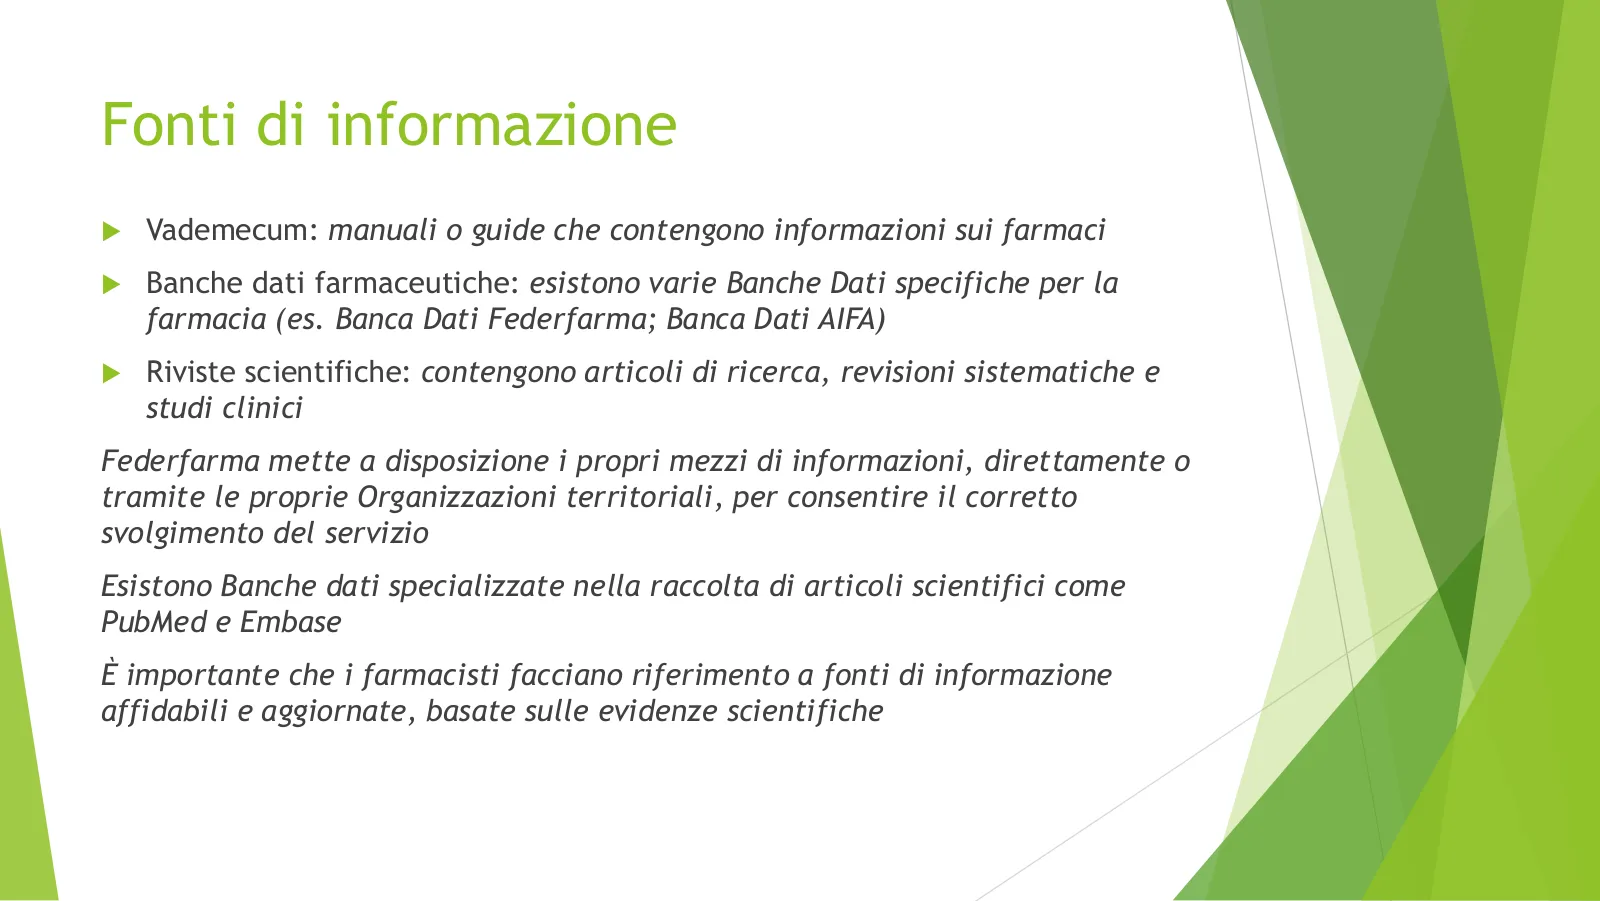 Fonti di informazione
Vademecum: manuali o guide che contengono informazioni sui farmaci
Banche dati farmaceutiche: esistono varie Banche Dati specifiche per la
farmacia (es. Banca Dati Federfarma; Banca Dati AIFA)
Riviste scientifiche: contengono articoli di ricerca, revisioni sistematiche e
studi clinici
Federfarma mette a disposizione i propri mezzi di informazioni, direttamente o
tramite le proprie Organizzazioni territoriali, per consentire il corretto
svolgimento del servizio
Esistono Banche dati specializzate nella raccolta di articoli scientifici come
PubMed e Embase
È importante che i farmacisti facciano riferimento a fonti di informazione
affidabili e aggiornate, basate sulle evidenze scientifiche